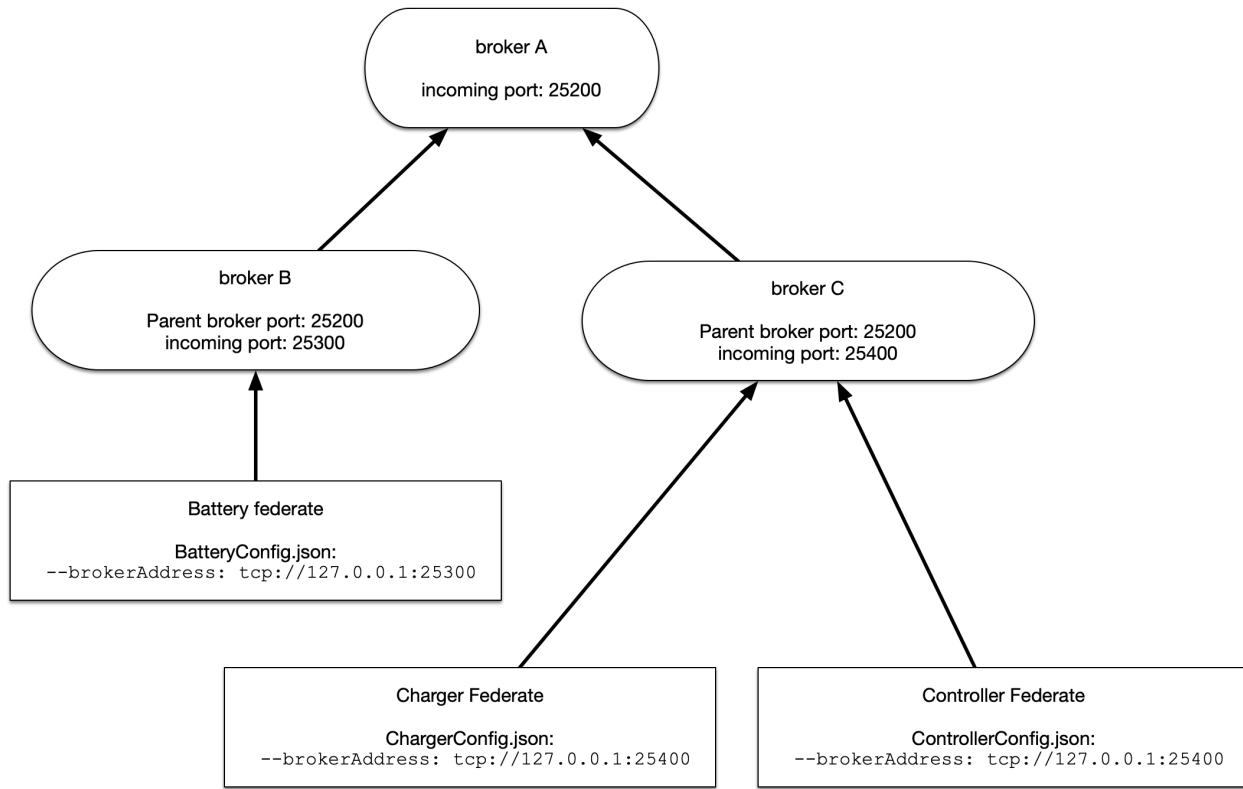 broker A
incoming port: 25200
broker B
Parent broker port: 25200
incoming port: 25300
broker C
Parent broker port: 25200
incoming port: 25400
Battery federate
BatteryConfig.json:
--brokerAddress: tcp://127.0.0.1:25300
Charger Federate
ChargerConfig.json:
--brokerAddress: tcp://127.0.0.1:25400
Controller Federate
ControllerConfig.json:
--brokerAddress: tcp://127.0.0.1:25400